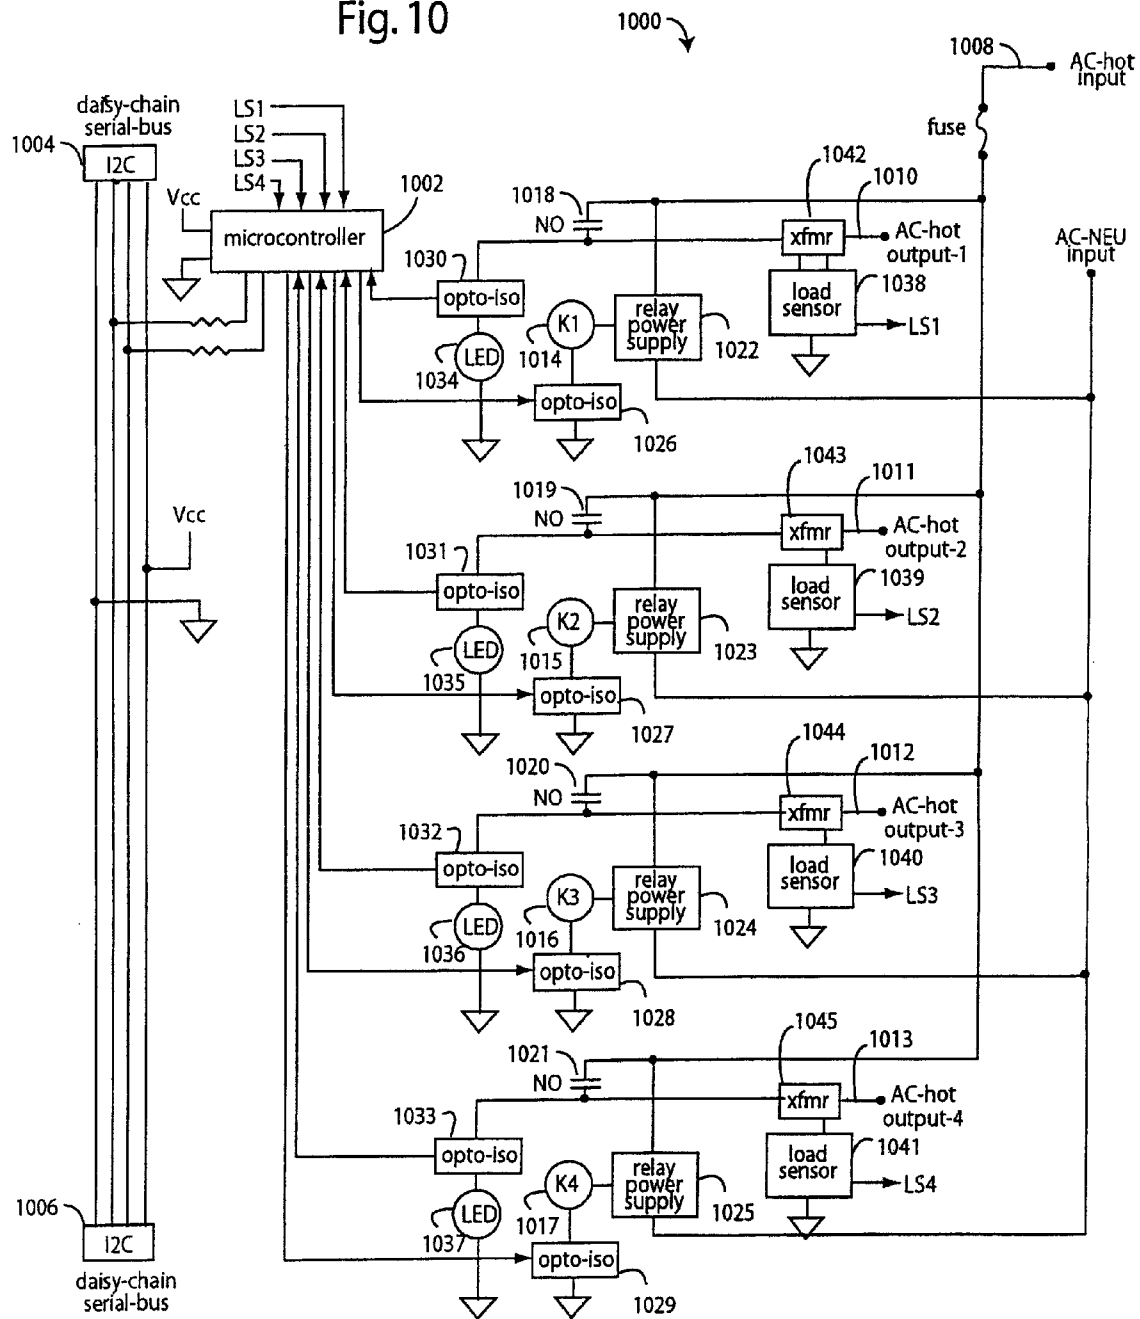 Fig. 10
1000
1008
AC-hot
input
fuse
daisy-chain
serial-bus
1004
I2C
LS1
LS2
LS3
LS4
Vcc
1002
microcontroller
1018
NO
1042
1010
xfmr
AC-hot
output-1
AC-NEU
input
1030
opto-iso
K1
1014
relay
power
supply
1022
load
sensor
1038
LS1
LED
1034
opto-iso
1026
1019
NO
1043
1011
xfmr
AC-hot
output-2
Vcc
1031
opto-iso
K2
1015
relay
power
supply
1023
load
sensor
1039
LS2
LED
1035
opto-iso
1027
1020
NO
1044
1012
xfmr
AC-hot
output-3
1032
opto-iso
K3
1016
relay
power
supply
1024
load
sensor
1040
LS3
LED
1036
opto-iso
1028
1021
NO
1045
1013
xfmr
AC-hot
output-4
1033
opto-iso
K4
1017
relay
power
supply
1025
load
sensor
1041
LS4
LED
1037
opto-iso
1029
1006
I2C
daisy-chain
serial-bus